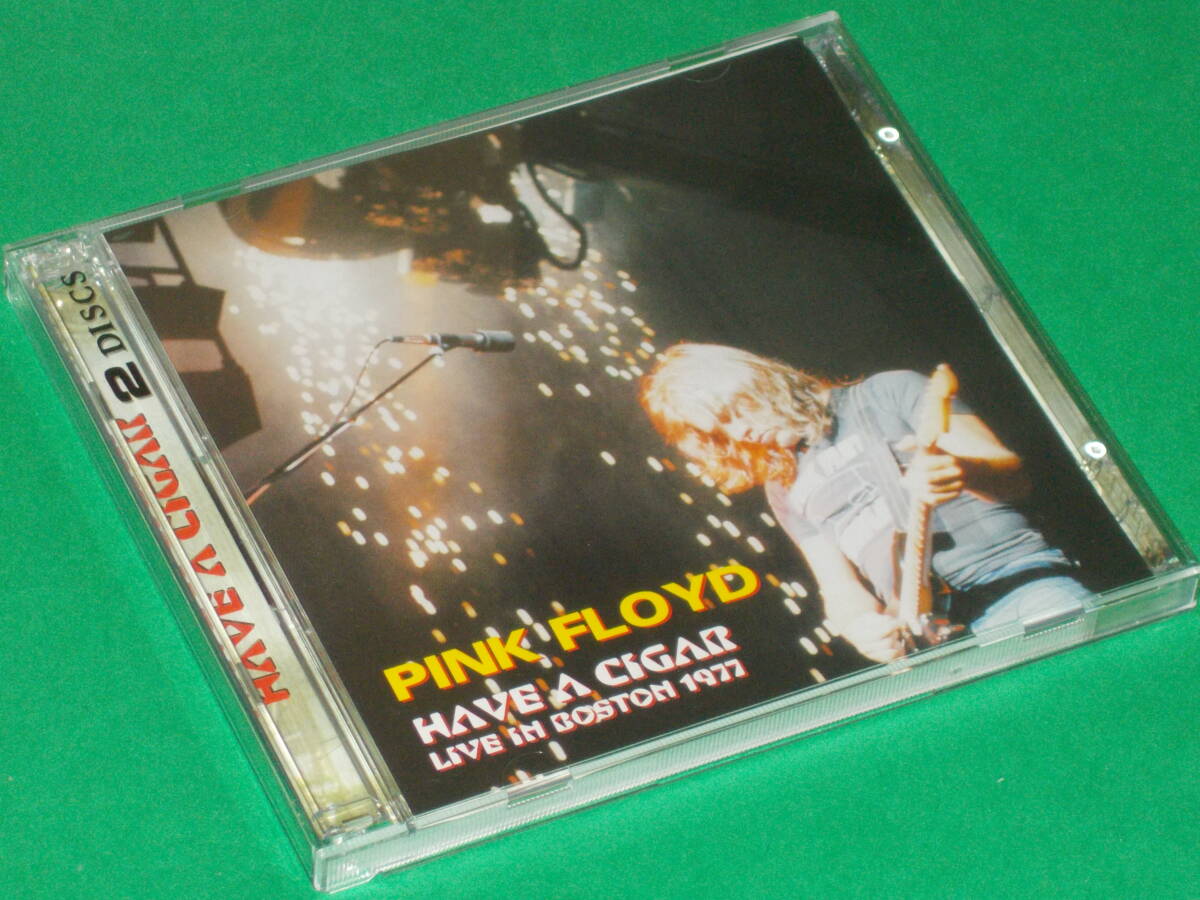 PINK FLOYD
HAVE A CIGAR
LIVE IN BOSTON 1977
HAVE A CIGAR 2 DISCS